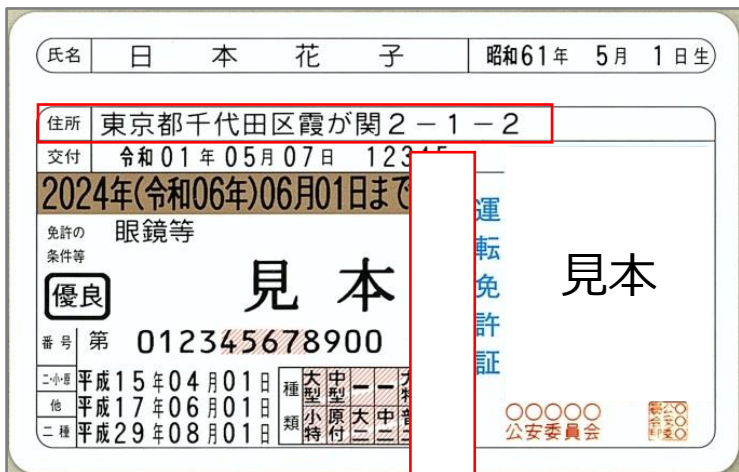 氏名 日本花子 昭和61年 5月 1日生
住所 東京都千代田区霞が関2－1－2
交付 令和01年05月07日 12345
2024年(令和06年)06月01日まで
免許の条件等 眼鏡等
見本
優良
番号 第 012345678900 号
二・小・原 平成15年04月01日
他 平成17年06月01日
二種 平成29年08月01日
種類 大型 中型 一 一
小特 原付 大二 中二
運転免許証
見本
○○○○○
公安委員会